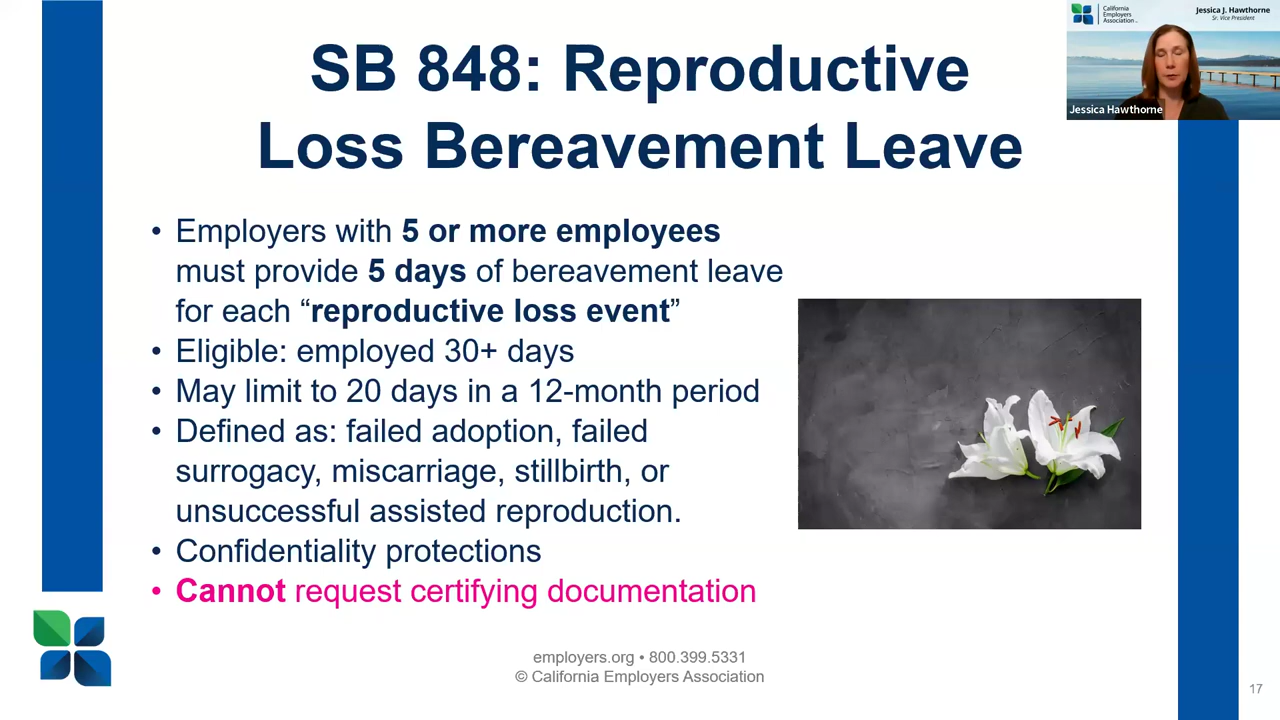 SB 848: Reproductive
Loss Bereavement Leave
California
Employers
Association
Jessica J. Hawthorne
Sr. Vice President
Jessica Hawthorne
• Employers with 5 or more employees
must provide 5 days of bereavement leave
for each “reproductive loss event”
• Eligible: employed 30+ days
• May limit to 20 days in a 12-month period
• Defined as: failed adoption, failed
surrogacy, miscarriage, stillbirth, or
unsuccessful assisted reproduction.
• Confidentiality protections
• Cannot request certifying documentation
employers.org • 800.399.5331
© California Employers Association
17